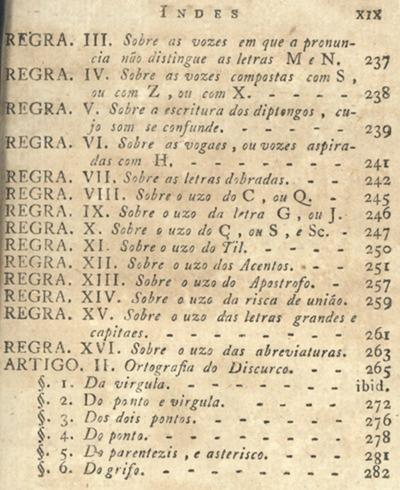 INDES XIX
REGRA. III. Sobre as vozes em que a pronun-
cia não distingue as letras M e N. 237
REGRA. IV. Sobre as vozes compostas com S,
ou com Z, ou com X. - - - - 238
REGRA. V. Sobre a escritura dos diptongos, cu-
jo som se confunde. - - - - - 239
REGRA. VI. Sobre as vogaes, ou vozes aspira-
das com H. - - - - - - - 241
REGRA. VII. Sobre as letras dobradas. - - 242
REGRA. VIII. Sobre o uzo do C, ou Q. - 245
REGRA. IX. Sobre o uzo da letra G, ou J. 246
REGRA. X. Sobre o uzo do Ç, ou S, e Sc. - 247
REGRA. XI. Sobre o uzo do Til. - - - - 250
REGRA. XII. Sobre o uzo dos Acentos. - - 251
REGRA. XIII. Sobre o uzo do Apostrofo. - - 257
REGRA. XIV. Sobre o uzo da risca de união. 259
REGRA. XV. Sobre o uzo das letras grandes e
capitaes. - - - - - - - - 261
REGRA. XVI. Sobre o uzo das abreviaturas. 263
ARTIGO. II. Ortografia do Discurco. - - 265
§. 1. Da virgula. - - - - - - - ibid.
§. 2. Do ponto e virgula. - - - - - 272
§. 3. Dos dois pontos. - - - - - - 276
§. 4. Do ponto. - - - - - - - - 278
§. 5. Do parentezis, e asterisco. - - - 281
§. 6. Do grifo. - - - - - - - - 282